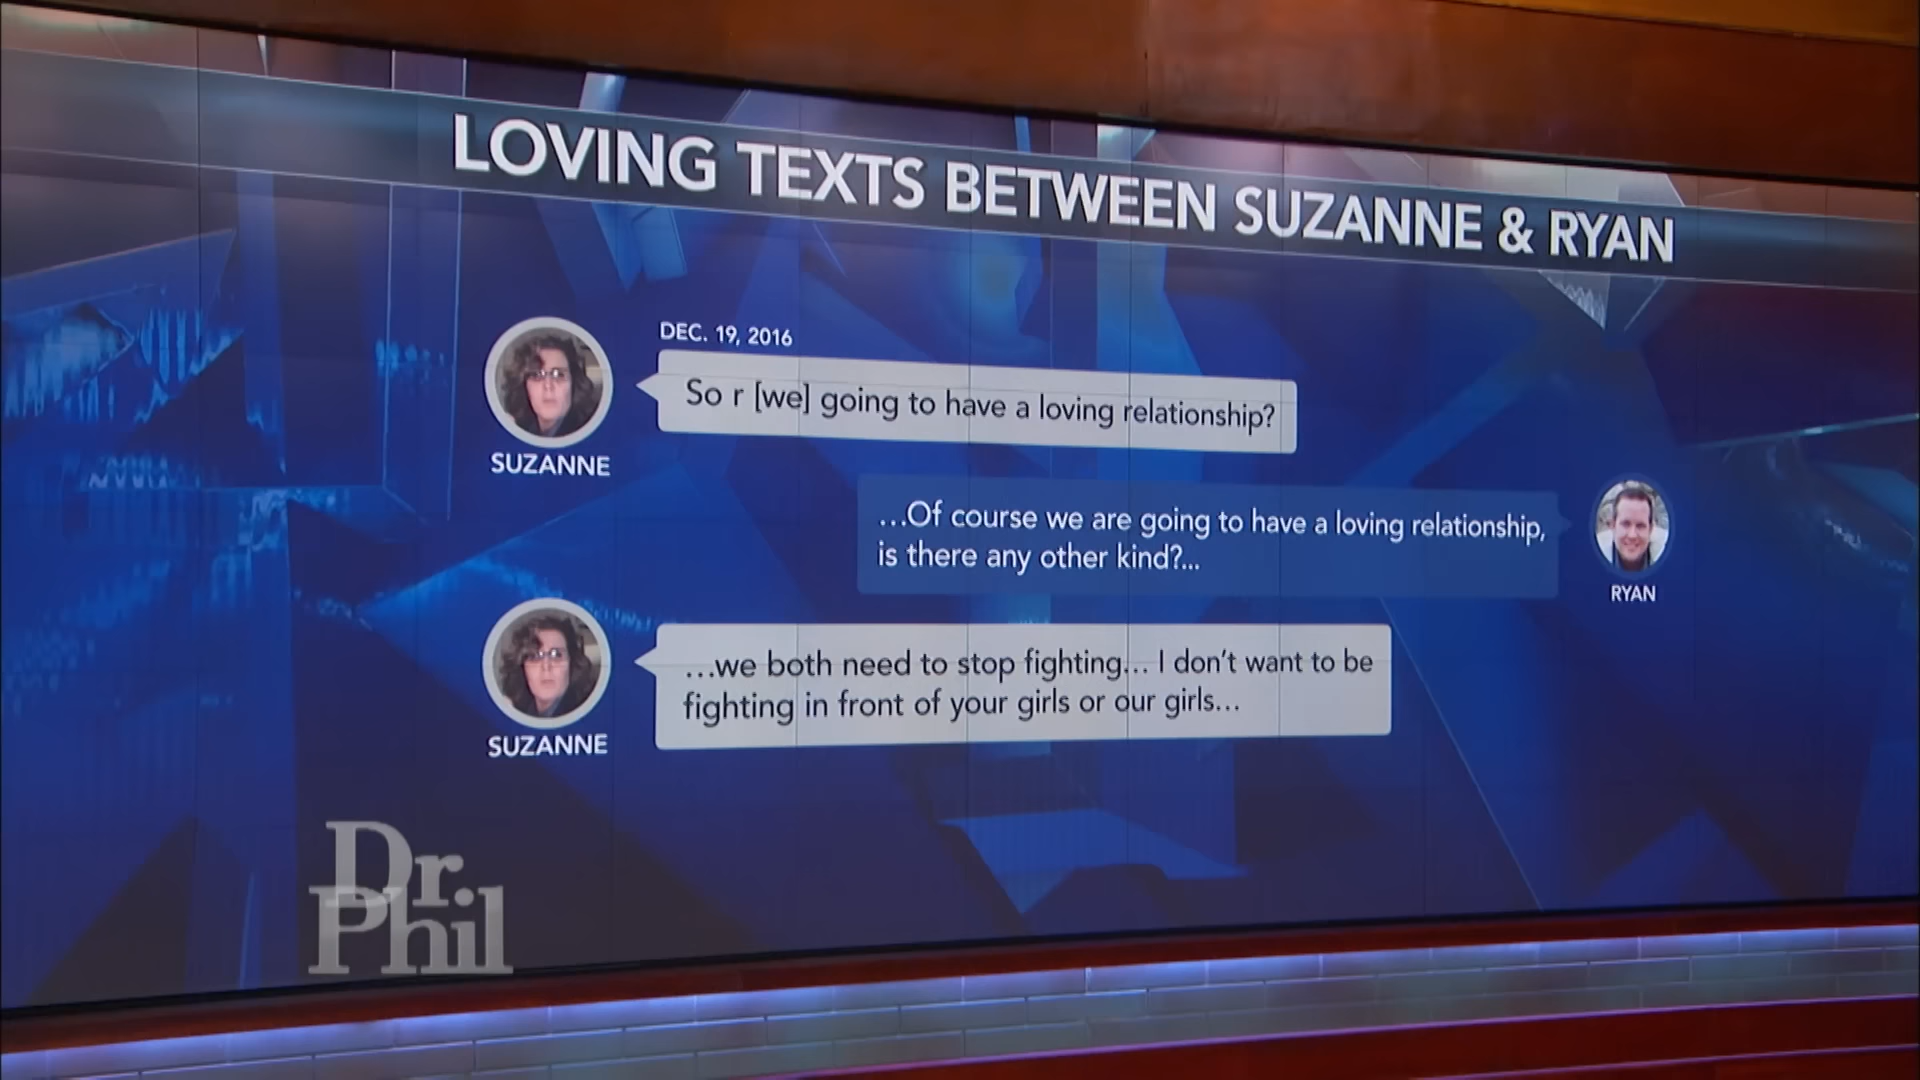 LOVING TEXTS BETWEEN SUZANNE & RYAN
DEC. 19, 2016
So r [we] going to have a loving relationship?
SUZANNE
...Of course we are going to have a loving relationship,
is there any other kind?...
RYAN
...we both need to stop fighting... I don't want to be
fighting in front of your girls or our girls...
SUZANNE
Dr.
Phil